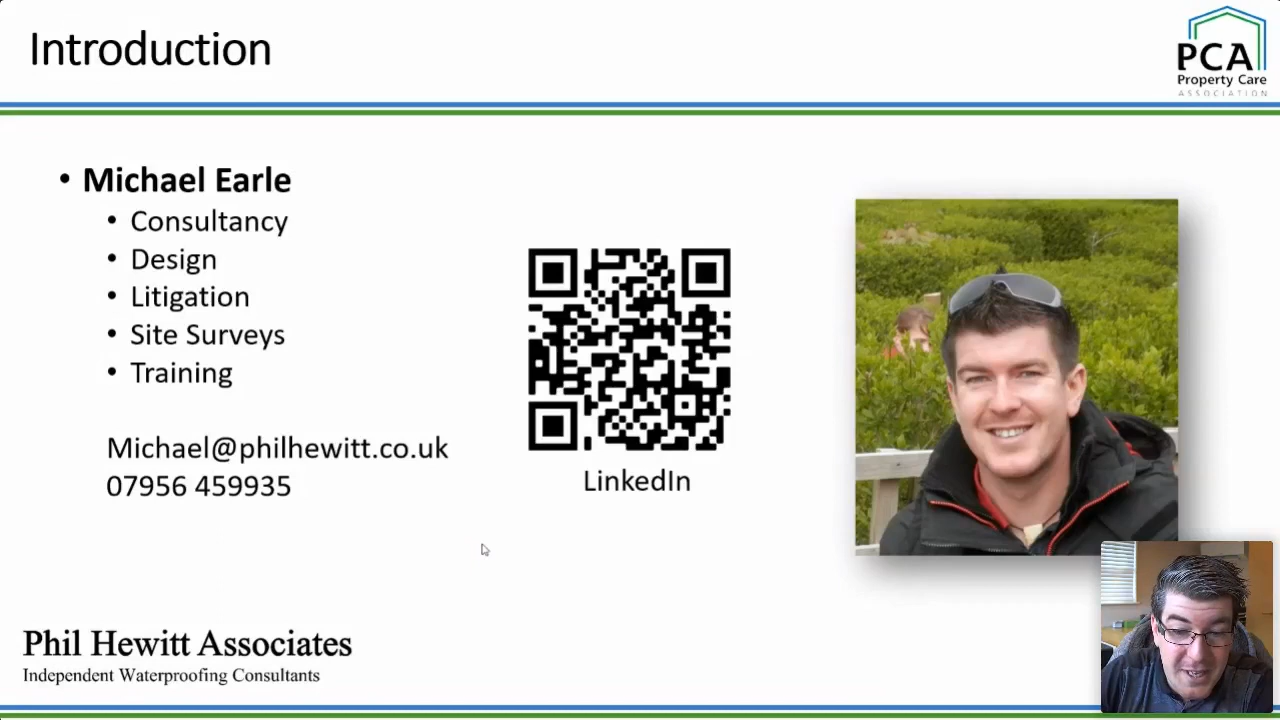 Introduction
PCA
Property Care
ASSOCIATION
• Michael Earle
• Consultancy
• Design
• Litigation
• Site Surveys
• Training
Michael@philhewitt.co.uk
07956 459935
LinkedIn
Phil Hewitt Associates
Independent Waterproofing Consultants